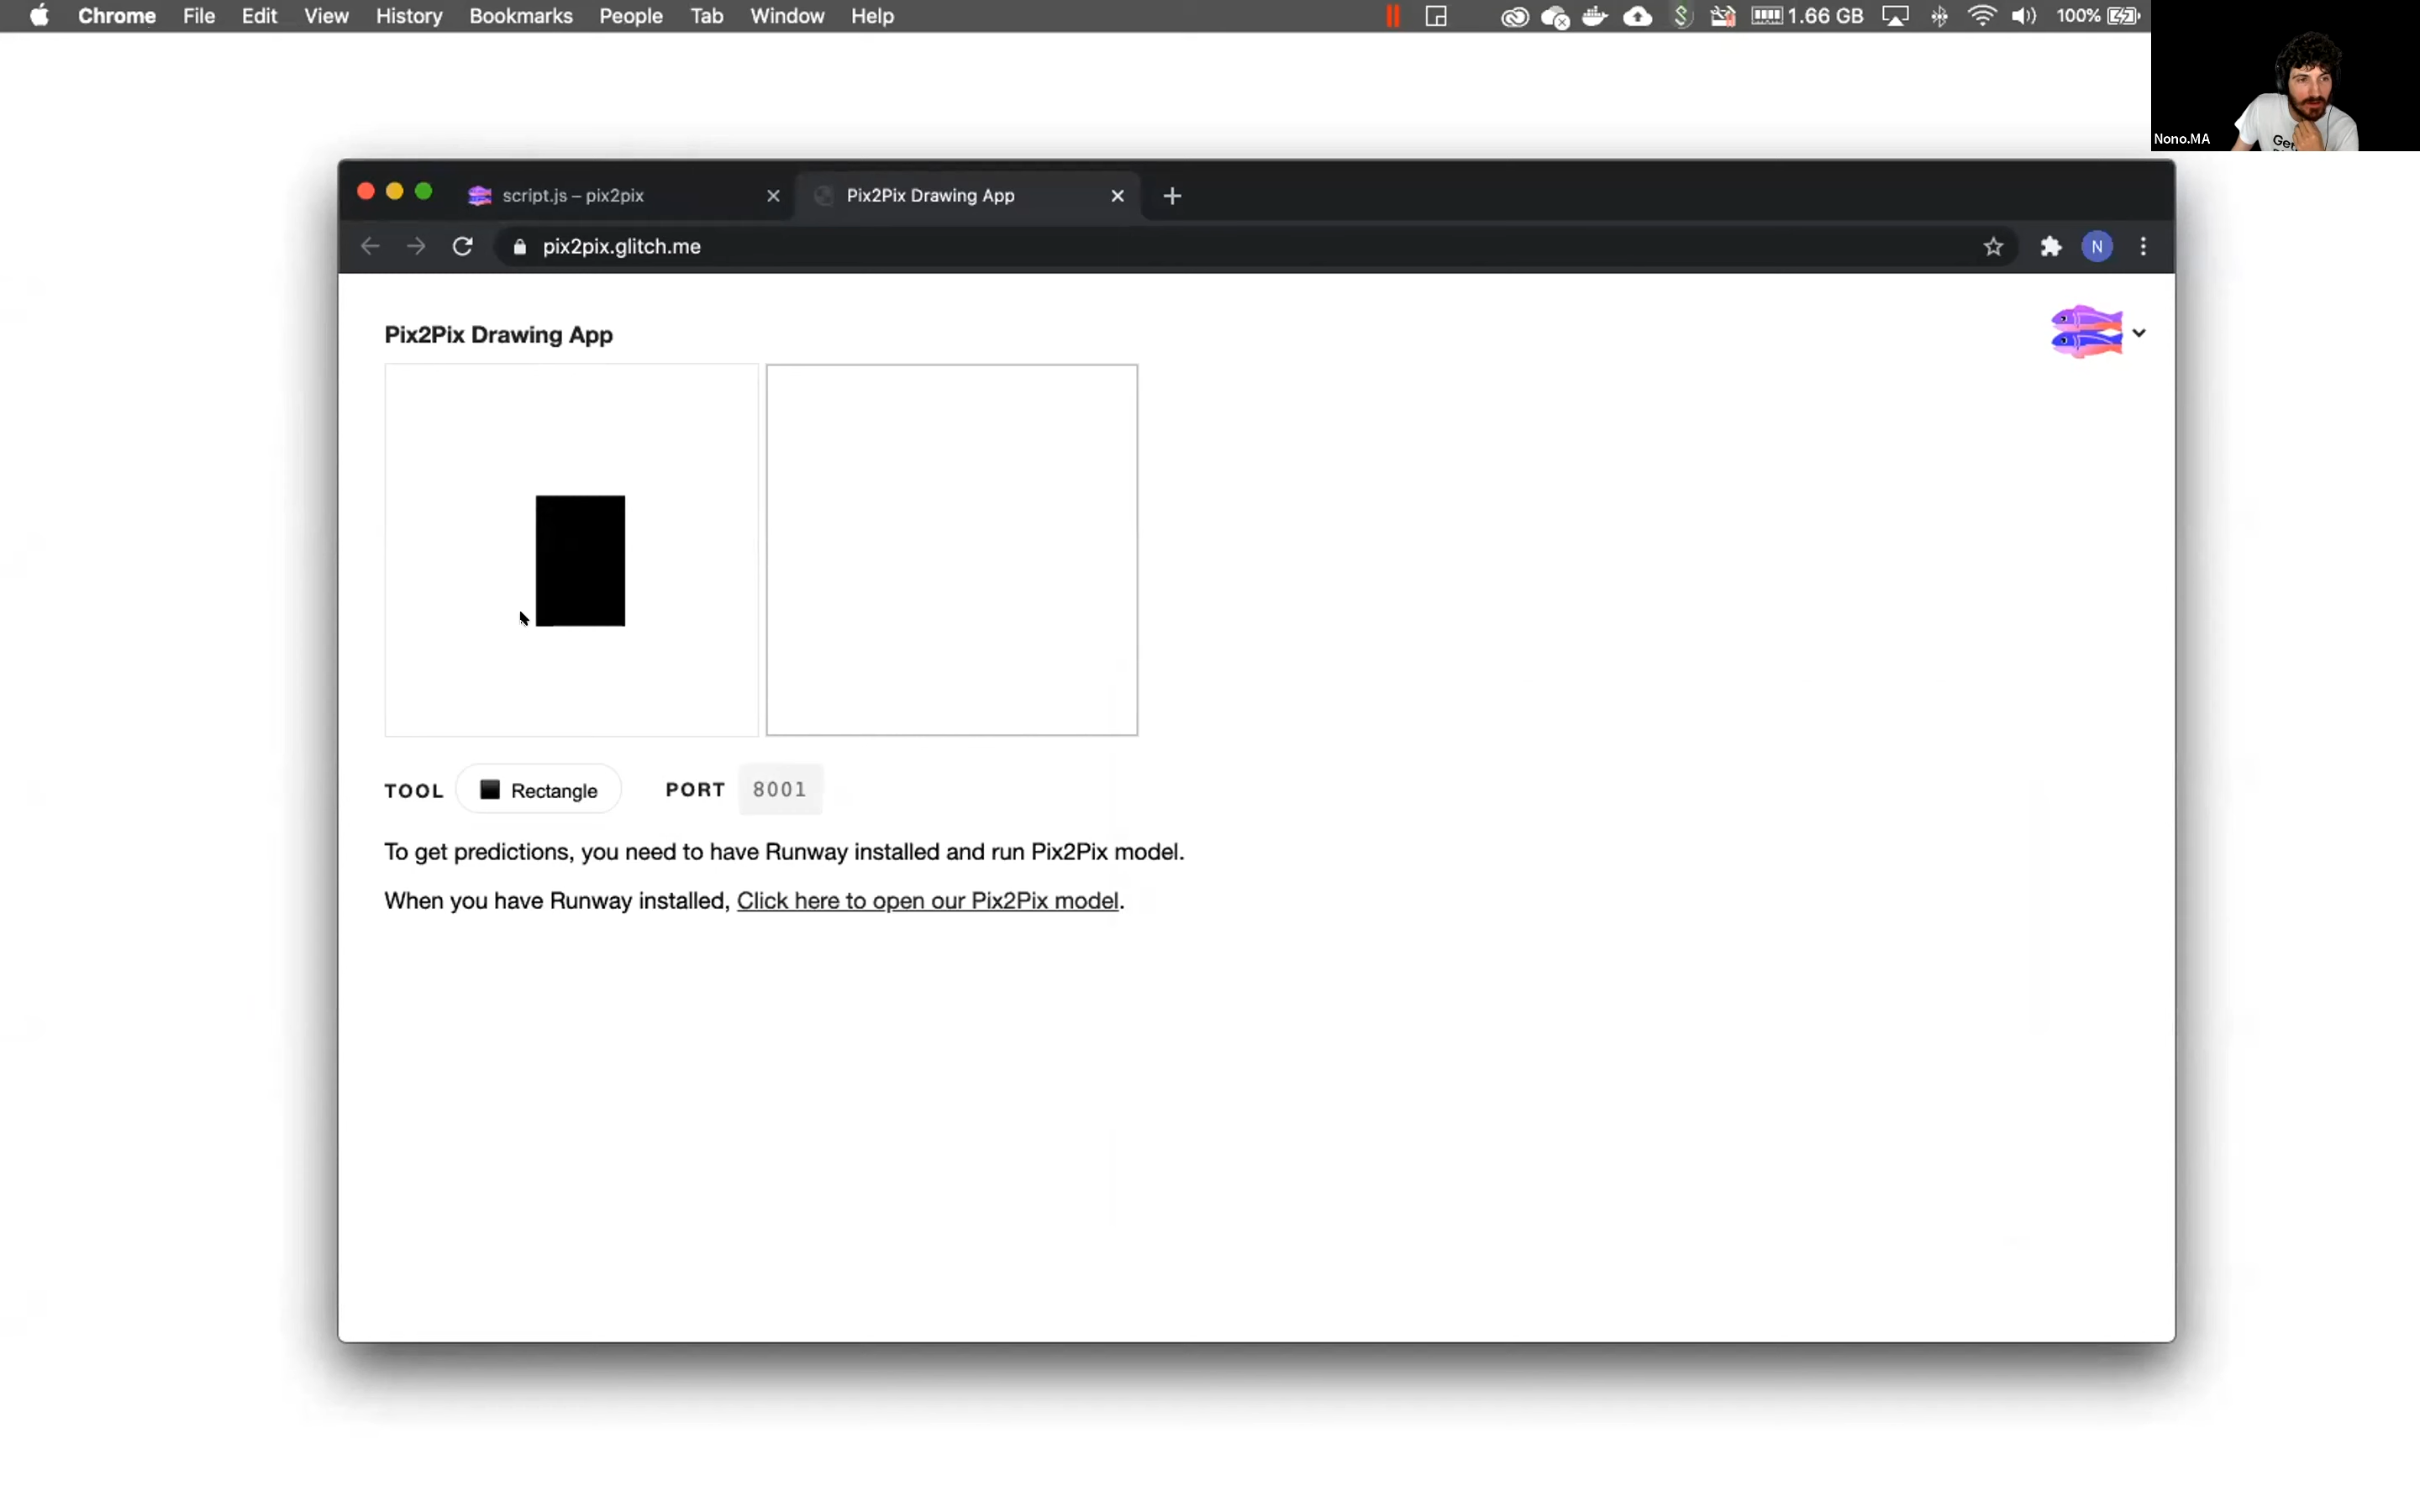 Chrome File Edit View History Bookmarks People Tab Window Help 1.66 GB 100%
Nono.MA
script.js – pix2pix
Pix2Pix Drawing App
pix2pix.glitch.me
N
Pix2Pix Drawing App
TOOL Rectangle PORT 8001
To get predictions, you need to have Runway installed and run Pix2Pix model.
When you have Runway installed, Click here to open our Pix2Pix model.